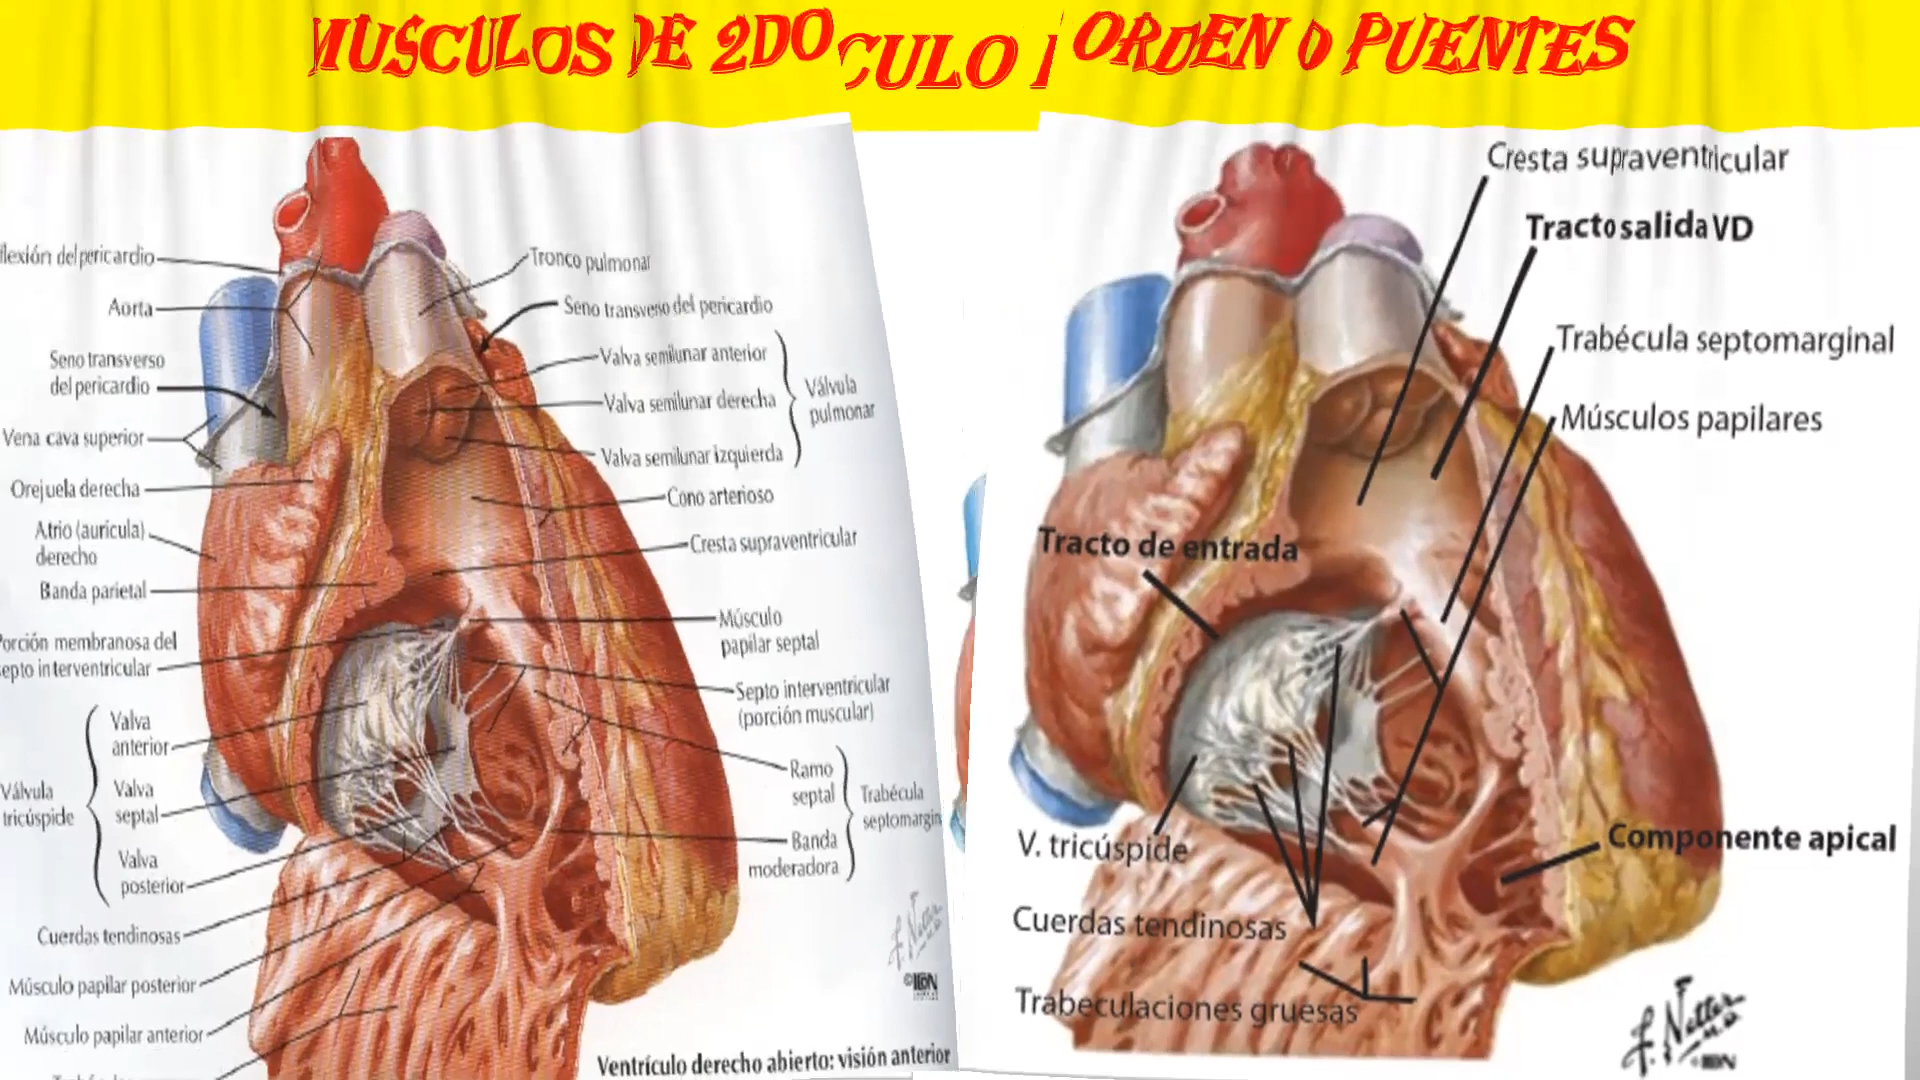 MUSCULOS DE 2DO CULO ORDEN O PUENTES
flexión del pericardio
Aorta
Seno transverso
del pericardio
Vena cava superior
Orejuela derecha
Atrio (aurícula)
derecho
Banda parietal
Porción membranosa del
septo interventricular
Válvula
tricúspide
Valva
anterior
Valva
septal
Valva
posterior
Cuerdas tendinosas
Músculo papilar posterior
Músculo papilar anterior
Tronco pulmonar
Seno transverso del pericardio
Valva semilunar anterior
Valva semilunar derecha
Valva semilunar izquierda
Válvula
pulmonar
Cono arterioso
Cresta supraventricular
Músculo
papilar septal
Septo interventricular
(porción muscular)
Ramo
septal
Banda
moderadora
Trabécula
septomargin
F. Netter
Ventrículo derecho abierto: visión anterior
Cresta supraventricular
Tracto salida VD
Trabécula septomarginal
Músculos papilares
Tracto de entrada
V. tricúspide
Cuerdas tendinosas
Trabeculaciones gruesas
Componente apical
F. Netter